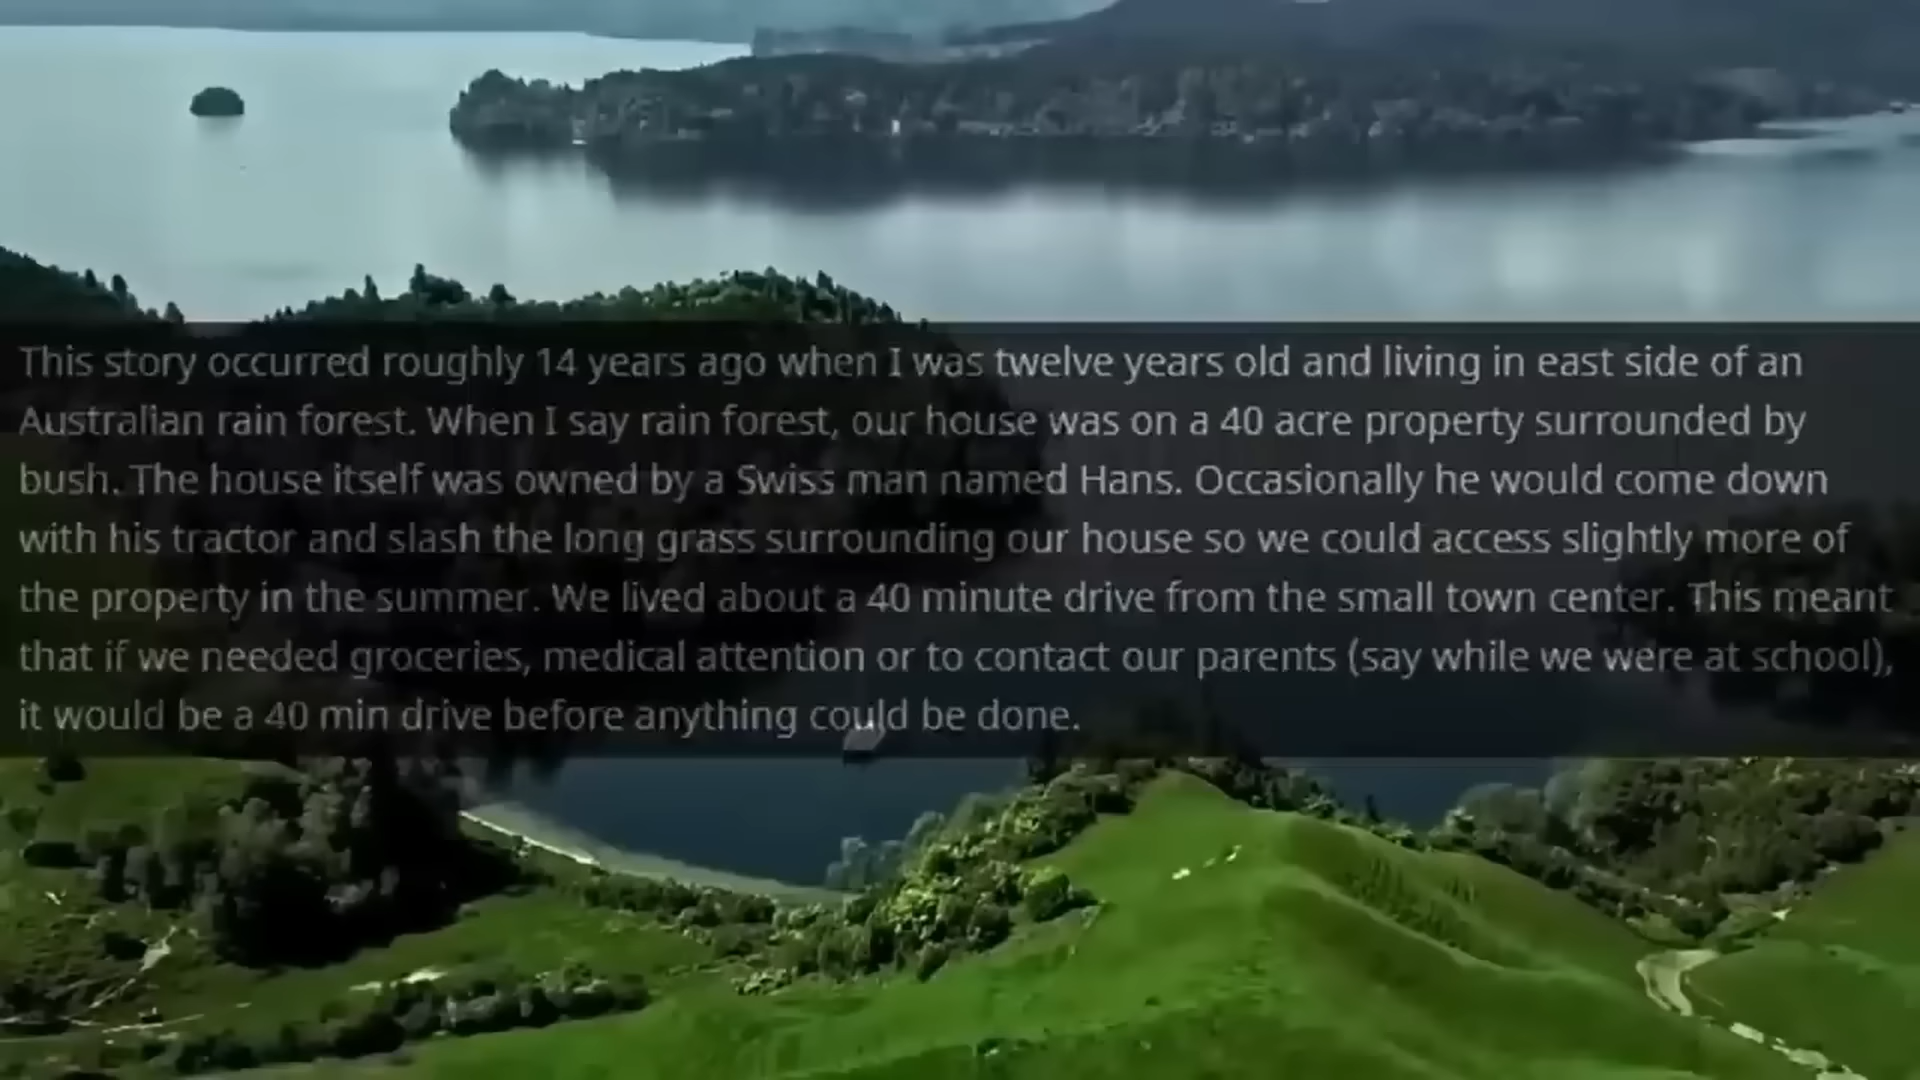 This story occurred roughly 14 years ago when I was twelve years old and living in east side of an
Australian rain forest. When I say rain forest, our house was on a 40 acre property surrounded by
bush. The house itself was owned by a Swiss man named Hans. Occasionally he would come down
with his tractor and slash the long grass surrounding our house so we could access slightly more of
the property in the summer. We lived about a 40 minute drive from the small town center. This meant
that if we needed groceries, medical attention or to contact our parents (say while we were at school),
it would be a 40 min drive before anything could be done.